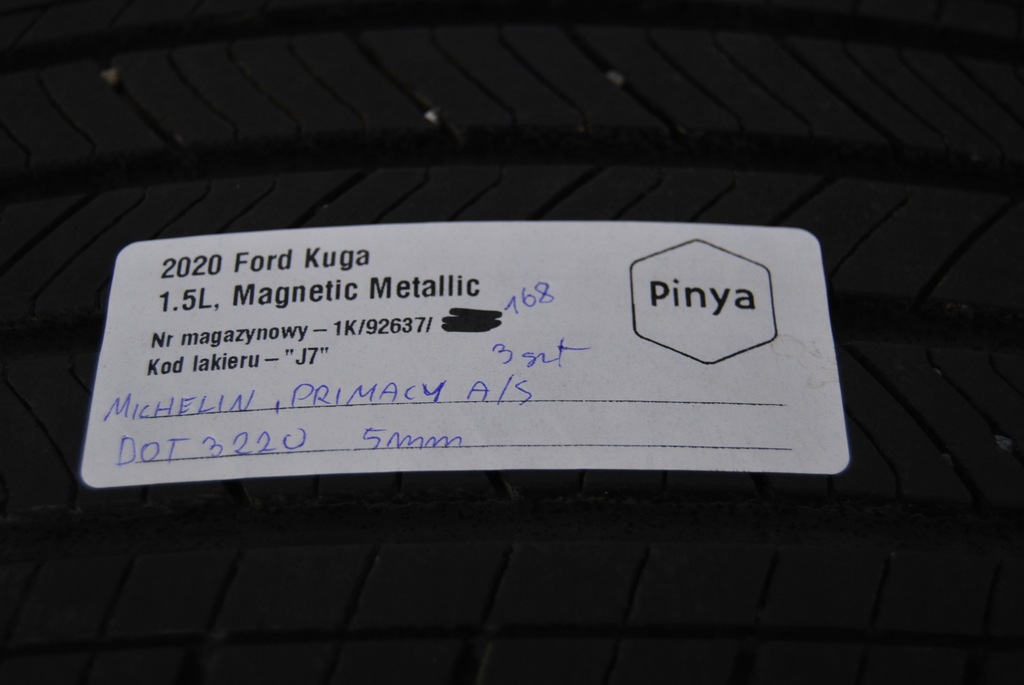 2020 Ford Kuga
1.5L, Magnetic Metallic
Pinya
Nr magazynowy – 1K/92637/ 168
Kod lakieru – "J7"
3 szt
MICHELIN, PRIMACY A/S
DOT 3220 5mm